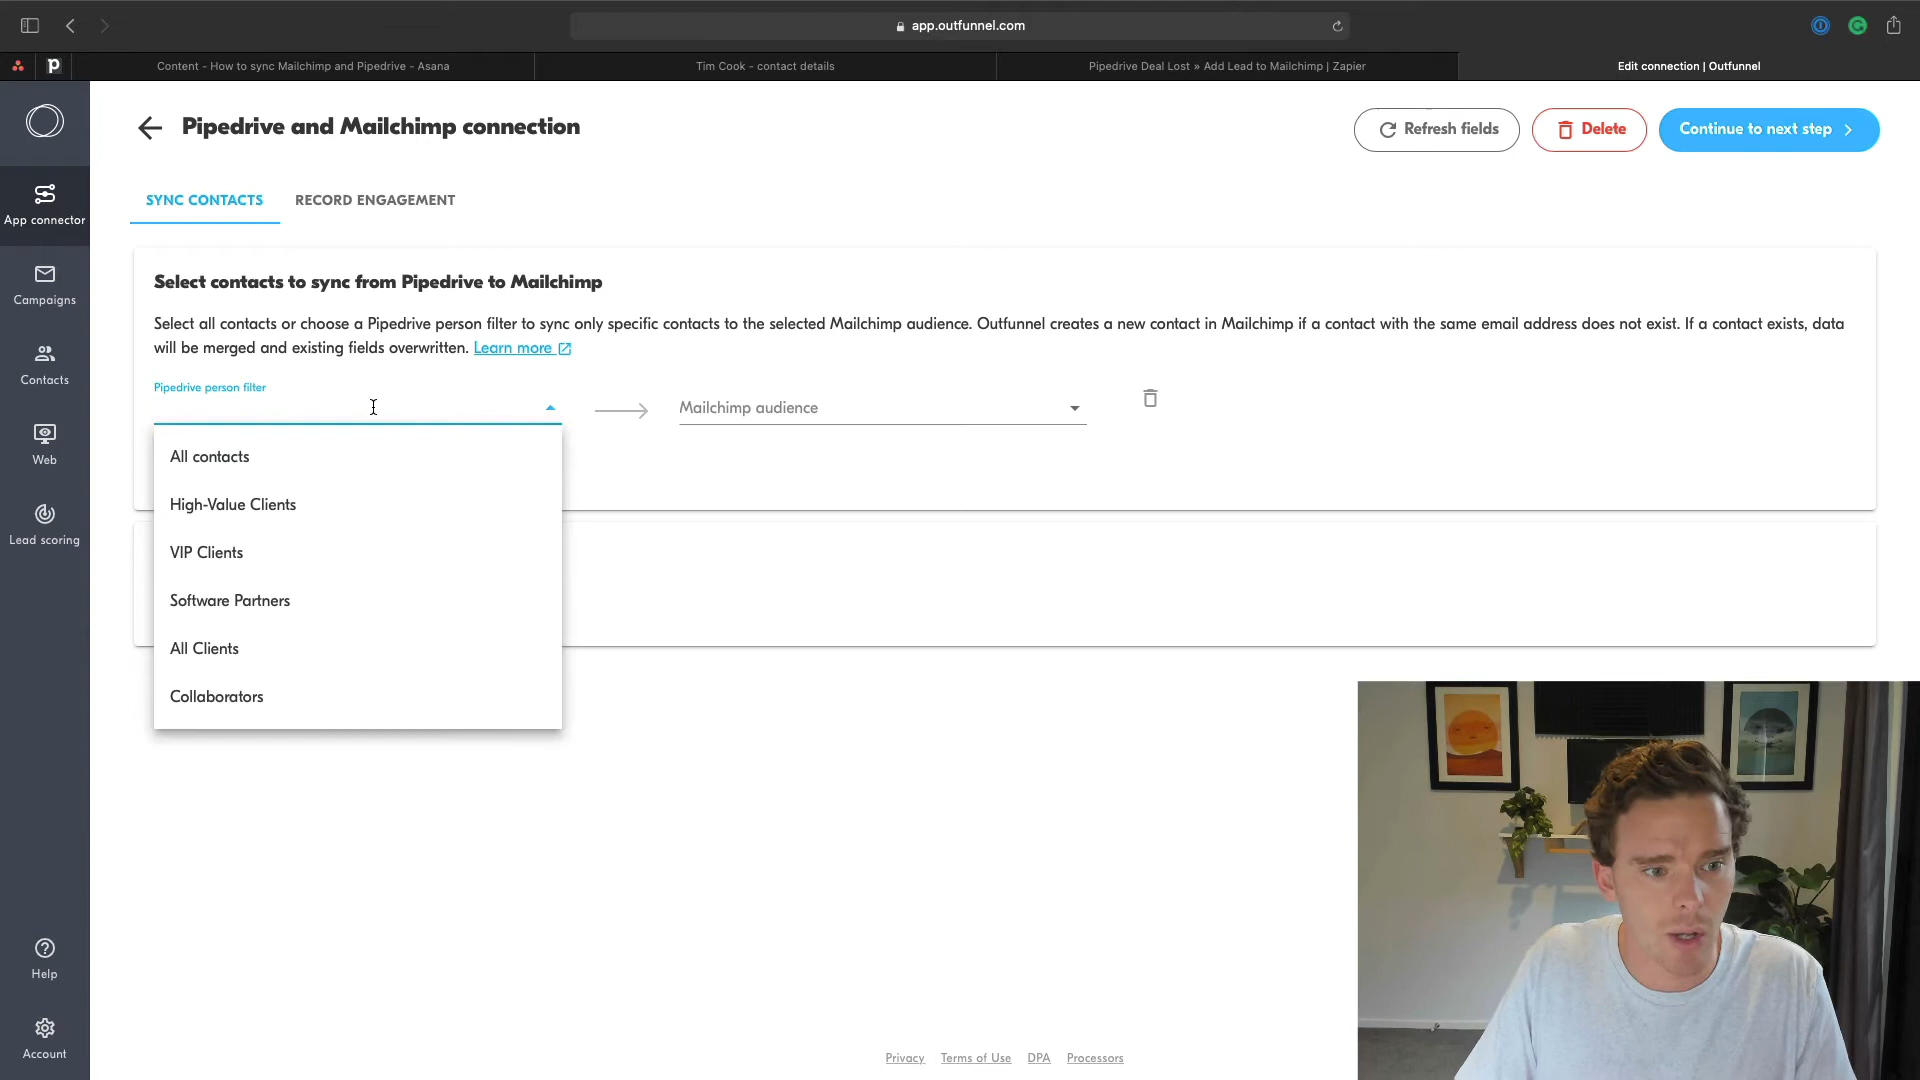 app.outfunnel.com
p
Content - How to sync Mailchimp and Pipedrive - Asana
Tim Cook - contact details
Pipedrive Deal Lost » Add Lead to Mailchimp | Zapier
Edit connection | Outfunnel
Pipedrive and Mailchimp connection
Refresh fields
Delete
Continue to next step
App connector
Campaigns
Contacts
Web
Lead scoring
Help
Account
SYNC CONTACTS
RECORD ENGAGEMENT
Select contacts to sync from Pipedrive to Mailchimp
Select all contacts or choose a Pipedrive person filter to sync only specific contacts to the selected Mailchimp audience. Outfunnel creates a new contact in Mailchimp if a contact with the same email address does not exist. If a contact exists, data
will be merged and existing fields overwritten. Learn more
Pipedrive person filter
Mailchimp audience
All contacts
High-Value Clients
VIP Clients
Software Partners
All Clients
Collaborators
Privacy Terms of Use DPA Processors